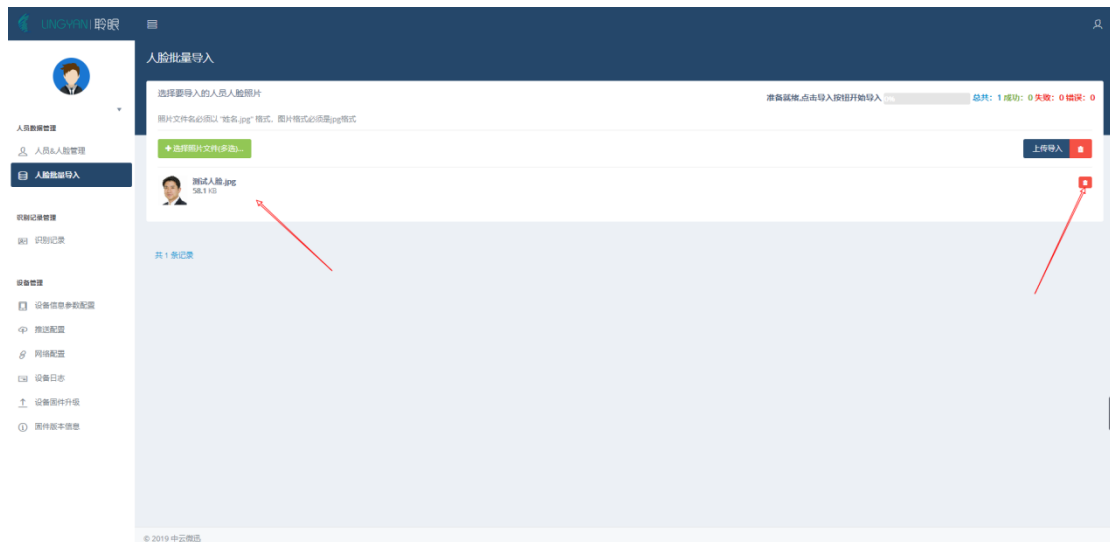 LINGYAN 聆眼
人脸批量导入
选择要导入的人员人脸照片
准备就绪,点击导入按钮开始导入 0% 总共：1 成功：0 失败：0 错误：0
照片文件名必须以 "姓名.jpg" 格式、图片格式必须是jpg格式
+选择照片文件(多选)...
上传导入
测试人脸.jpg
58.1 KB
共 1 条记录
人员数据管理
人员&人脸管理
人脸批量导入
识别记录管理
识别记录
设备管理
设备信息参数配置
推送配置
网络配置
设备日志
设备固件升级
固件版本信息
© 2019 中云微迅